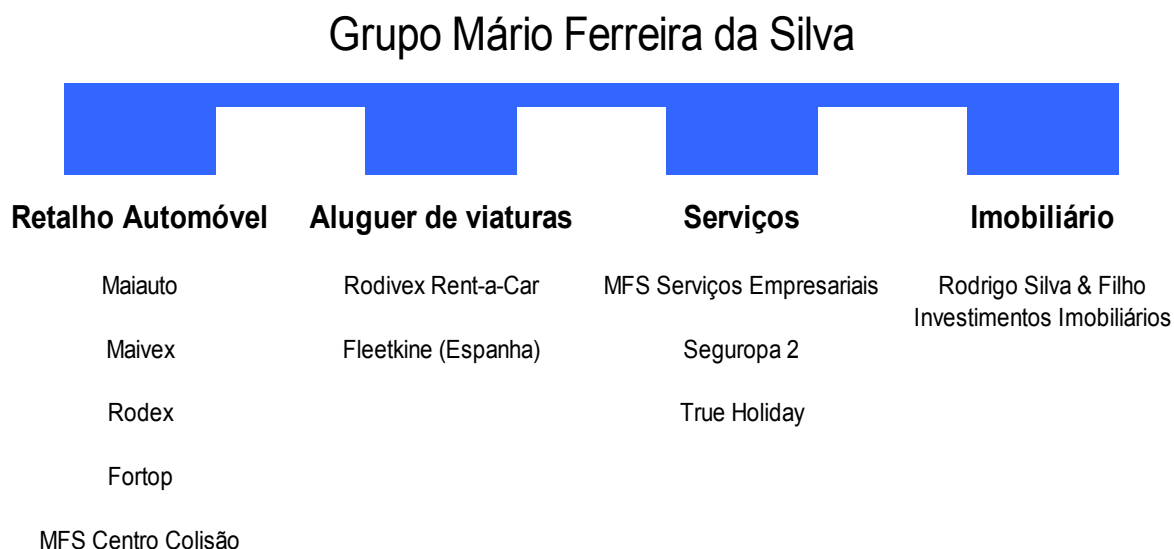 Grupo Mário Ferreira da Silva
Retalho Automóvel
Maiauto
Maivex
Rodex
Fortop
MFS Centro Colisão
Aluguer de viaturas
Rodivex Rent-a-Car
Fleetkine (Espanha)
Serviços
MFS Serviços Empresariais
Seguropa 2
True Holiday
Imobiliário
Rodrigo Silva & Filho
Investimentos Imobiliários